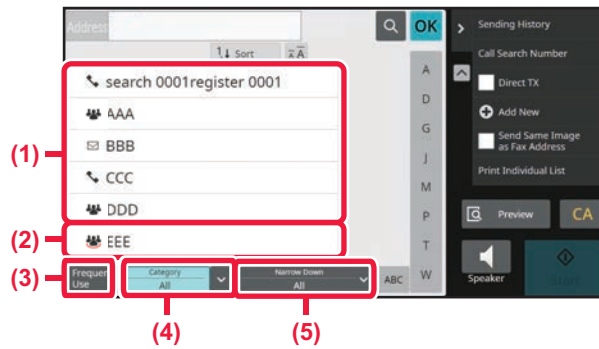 Address
OK
Sort
Sending History
Call Search Number
Direct TX
Add New
Send Same Image
as Fax Address
Print Individual List
search 0001register 0001
AAA
BBB
CCC
DDD
EEE
A
D
G
J
M
P
T
W
(1)
(2)
(3)
Frequen
Use
Category
All
Narrow Down
All
ABC
Preview
CA
Speaker
Start
(4)
(5)